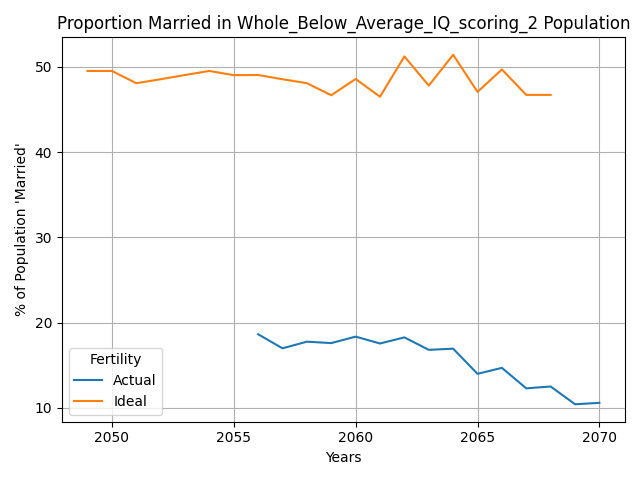 Proportion Married in Whole_Below_Average_IQ_scoring_2 Population
% of Population 'Married'
50
40
30
20
10
Fertility
Actual
Ideal
2050 2055 2060 2065 2070
Years